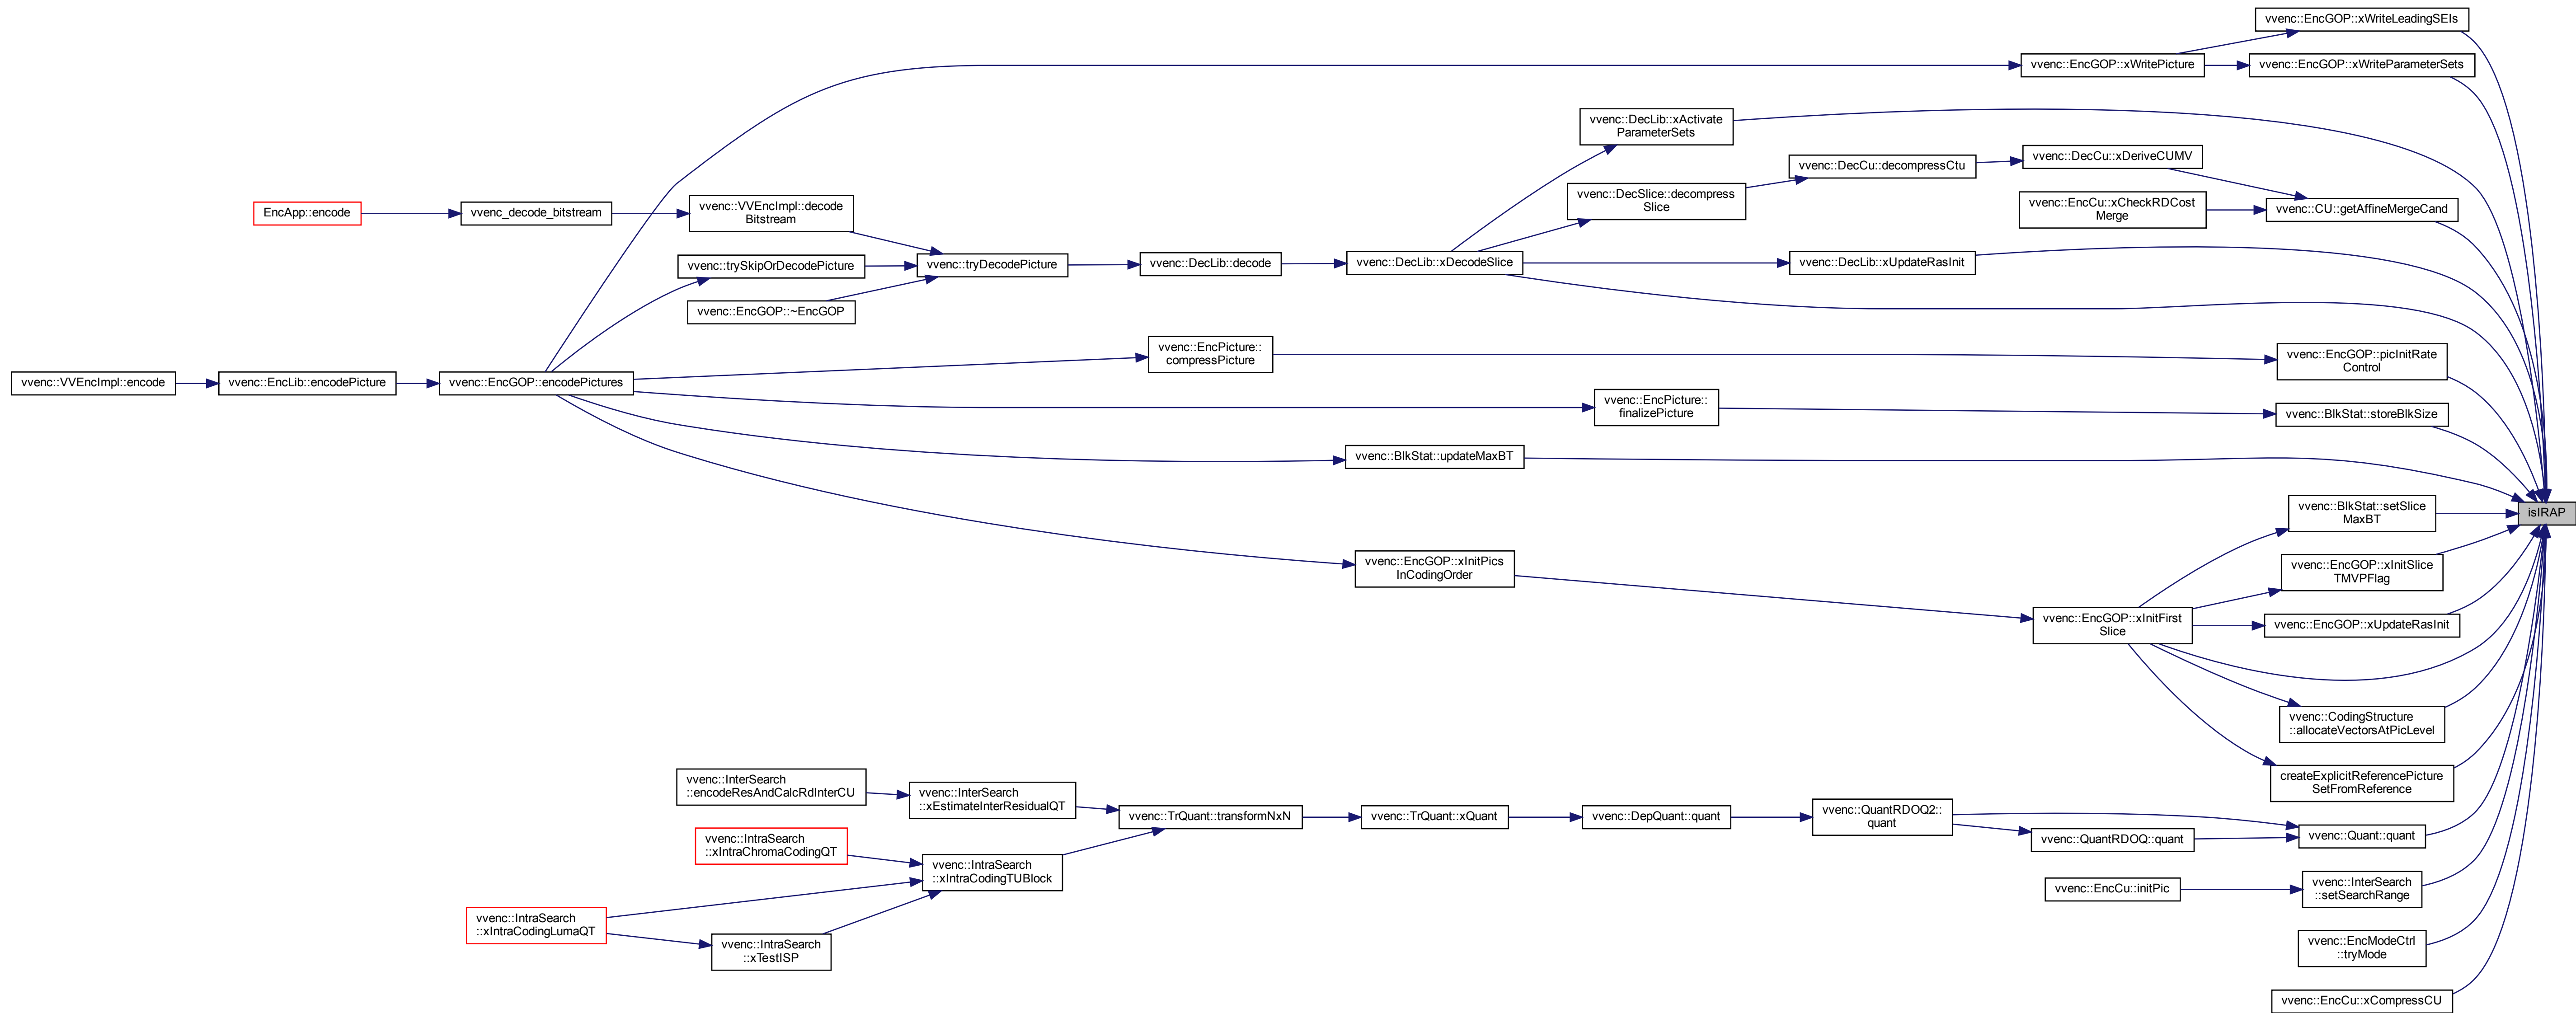 vvenc::EncGOP::xWriteLeadingSEIs
vvenc::EncGOP::xWritePicture
vvenc::EncGOP::xWriteParameterSets
vvenc::DecLib::xActivate
ParameterSets
vvenc::DecCu::xDeriveCUMV
vvenc::DecCu::decompressCtu
vvenc::DecSlice::decompress
Slice
vvenc::EncCu::xCheckRDCost
Merge
vvenc::CU::getAffineMergeCand
EncApp::encode
vvenc_decode_bitstream
vvenc::VVEncImpl::decode
Bitstream
vvenc::trySkipOrDecodePicture
vvenc::tryDecodePicture
vvenc::DecLib::decode
vvenc::DecLib::xDecodeSlice
vvenc::DecLib::xUpdateRasInit
vvenc::EncGOP::~EncGOP
vvenc::EncPicture::
compressPicture
vvenc::EncGOP::picInitRate
Control
vvenc::VVEncImpl::encode
vvenc::EncLib::encodePicture
vvenc::EncGOP::encodePictures
vvenc::EncPicture::
finalizePicture
vvenc::BlkStat::storeBlkSize
vvenc::BlkStat::updateMaxBT
vvenc::BlkStat::setSlice
MaxBT
isIRAP
vvenc::EncGOP::xInitPics
InCodingOrder
vvenc::EncGOP::xInitSlice
TMVPFlag
vvenc::EncGOP::xInitFirst
Slice
vvenc::EncGOP::xUpdateRasInit
vvenc::CodingStructure
::allocateVectorsAtPicLevel
createExplicitReferencePicture
SetFromReference
vvenc::InterSearch
::encodeResAndCalcRdInterCU
vvenc::InterSearch
::xEstimateInterResidualQT
vvenc::TrQuant::transformNxN
vvenc::TrQuant::xQuant
vvenc::DepQuant::quant
vvenc::QuantRDOQ2::
quant
vvenc::QuantRDOQ::quant
vvenc::Quant::quant
vvenc::IntraSearch
::xIntraChromaCodingQT
vvenc::IntraSearch
::xIntraCodingTUBlock
vvenc::EncCu::initPic
vvenc::InterSearch
::setSearchRange
vvenc::IntraSearch
::xIntraCodingLumaQT
vvenc::IntraSearch
::xTestISP
vvenc::EncModeCtrl
::tryMode
vvenc::EncCu::xCompressCU